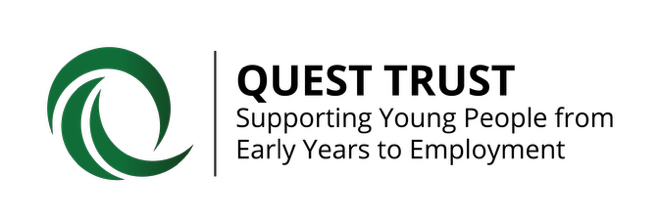 QUEST TRUST
Supporting Young People from
Early Years to Employment